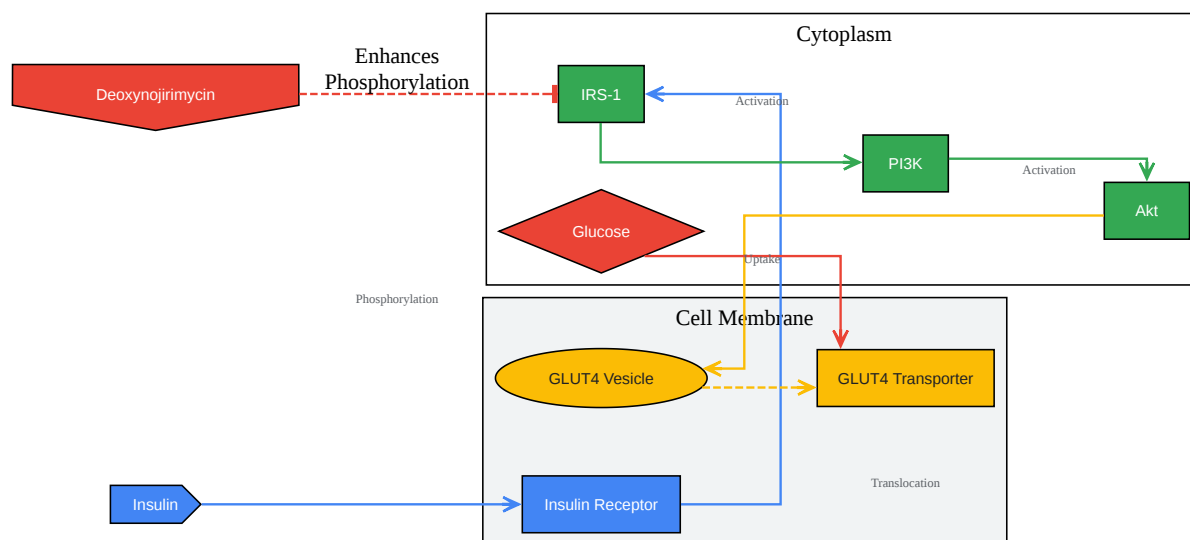 Cytoplasm
Enhances
Phosphorylation
Deoxynojirimycin
IRS-1
Activation
PI3K
Activation
Akt
Glucose
Uptake
Phosphorylation
Cell Membrane
GLUT4 Vesicle
GLUT4 Transporter
Translocation
Insulin
Insulin Receptor